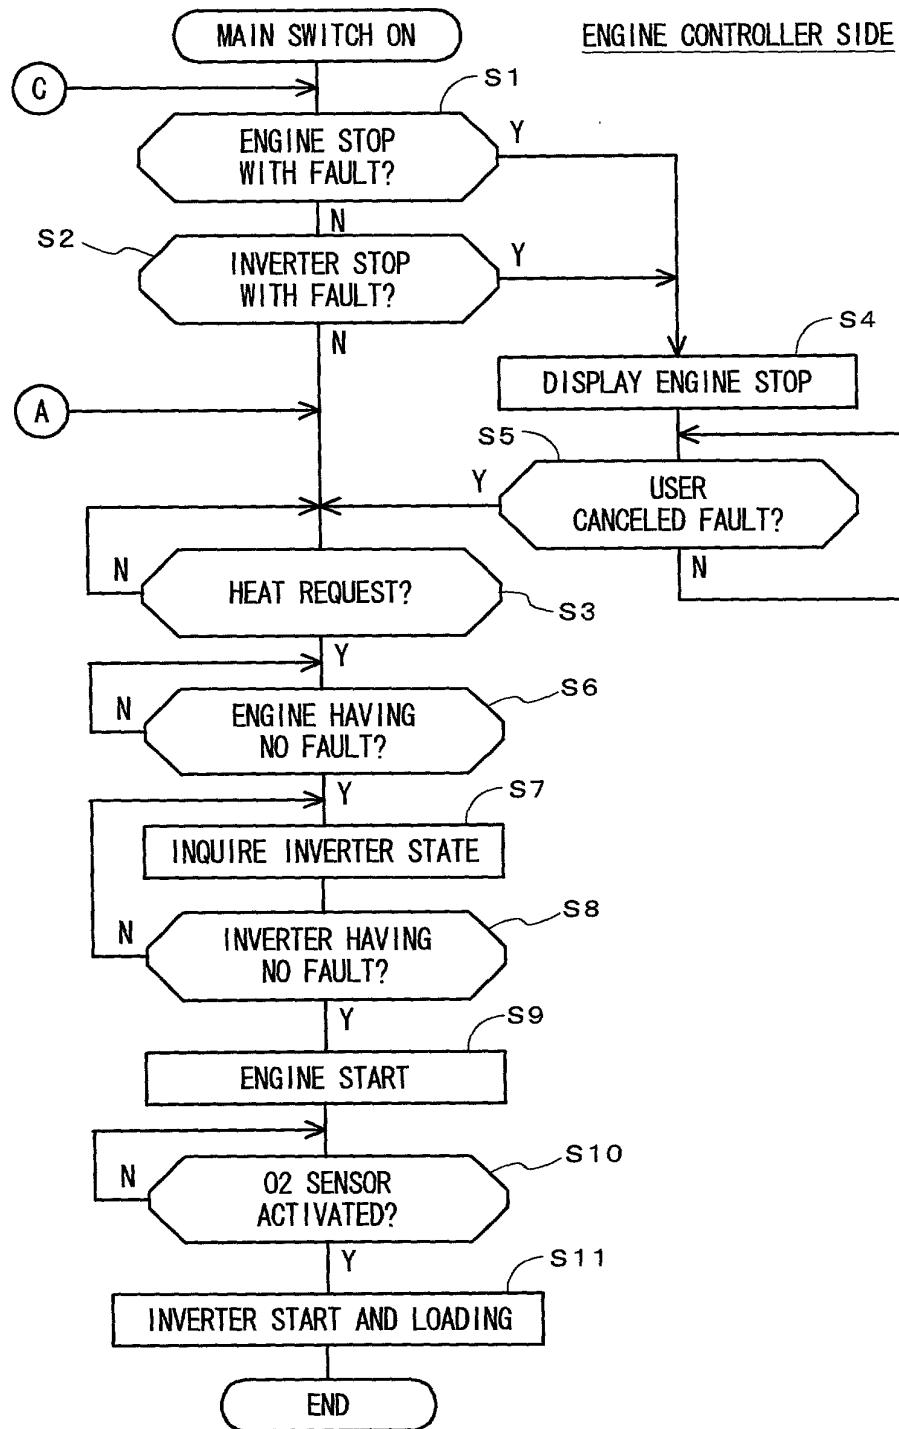 MAIN SWITCH ON
ENGINE CONTROLLER SIDE
C
S1
ENGINE STOP
WITH FAULT?
Y
N
S2
INVERTER STOP
WITH FAULT?
Y
N
S4
DISPLAY ENGINE STOP
A
S5
USER
CANCELED FAULT?
Y
N
HEAT REQUEST?
N
S3
Y
S6
ENGINE HAVING
NO FAULT?
N
Y
S7
INQUIRE INVERTER STATE
S8
INVERTER HAVING
NO FAULT?
N
Y
S9
ENGINE START
S10
O2 SENSOR
ACTIVATED?
N
Y
S11
INVERTER START AND LOADING
END